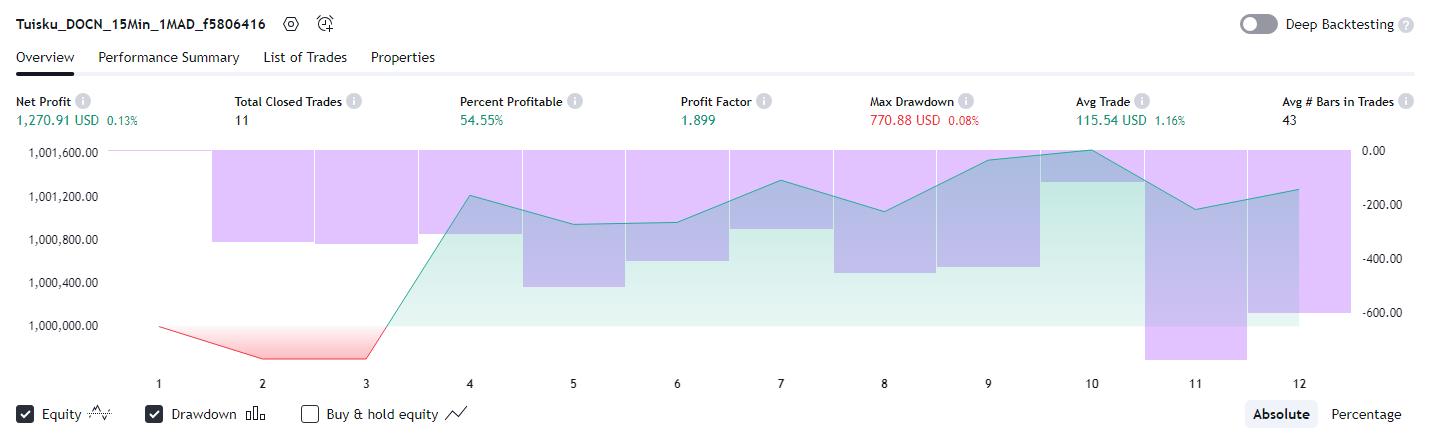 Tuisku_DOCN_15Min_1MAD_f5806416 Deep Backtesting ?
Overview Performance Summary List of Trades Properties
Net Profit i Total Closed Trades i Percent Profitable i Profit Factor i Max Drawdown i Avg Trade i Avg # Bars in Trades i
1,270.91 USD 0.13% 11 54.55% 1.899 770.88 USD 0.08% 115.54 USD 1.16% 43
1,001,600.00 0.00
1,001,200.00 -200.00
1,000,800.00 -400.00
1,000,400.00 -600.00
1,000,000.00
1 2 3 4 5 6 7 8 9 10 11 12
Equity Drawdown Buy & hold equity Absolute Percentage